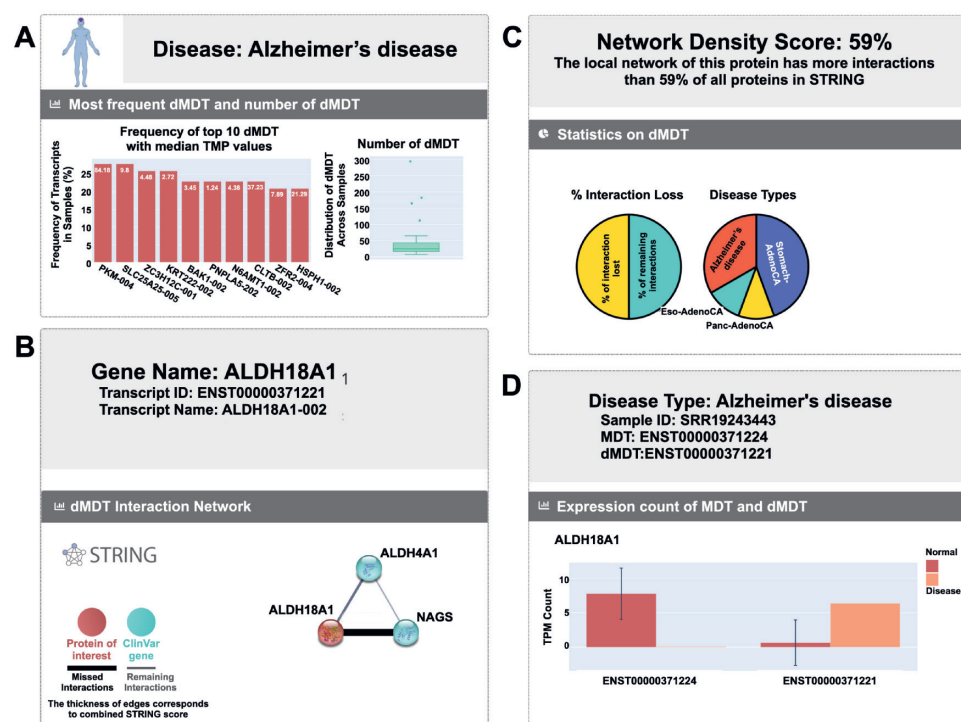 A
Disease: Alzheimer's disease
Most frequent dMDT and number of dMDT
Frequency of top 10 dMDT
with median TMP values
Frequency of Transcripts
in Samples (%)
25
20
15
10
5
0
3.45
1.24
4.38
4.48
2.72
37.23
7.89
21.29
PKM-004
SLC25A25-005
ZC3H12C-001
KRT222-002
BAK1-002
PNPLA5-202
N6AMT1-002
CLTB-002
ZFR2-004
HSPH1-002
Number of dMDT
Distribution of dMDT
Across Samples
300
250
200
150
100
50
0
B
Gene Name: ALDH18A1
1
Transcript ID: ENST00000371221
Transcript Name: ALDH18A1-002
dMDT Interaction Network
STRING
Protein of
interest
ClinVar
gene
Missed
Interactions
Remaining
Interactions
The thickness of edges corresponds
to combined STRING score
ALDH4A1
ALDH18A1
NAGS
C
Network Density Score: 59%
The local network of this protein has more interactions
than 59% of all proteins in STRING
Statistics on dMDT
% Interaction Loss
% of interaction
lost
% of remaining
interactions
Disease Types
Alzheimer's
disease
Stomach-
AdenoCA
Eso-AdenoCA
Panc-AdenoCA
D
Disease Type: Alzheimer's disease
Sample ID: SRR19243443
MDT: ENST00000371224
dMDT:ENST00000371221
Expression count of MDT and dMDT
ALDH18A1
Normal
Disease
TPM Count
10
5
0
ENST00000371224
ENST00000371221